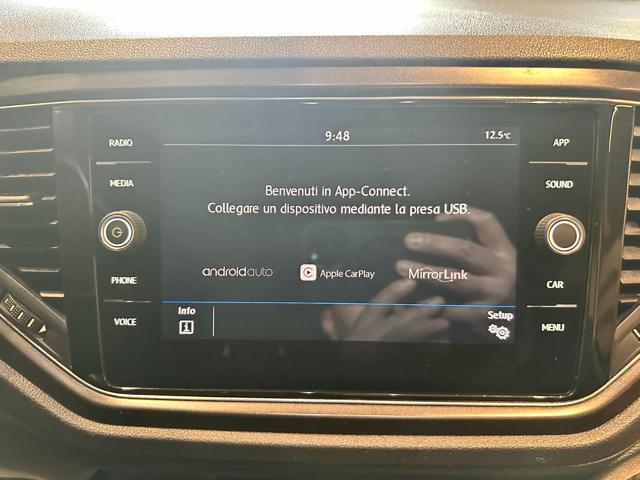 9:48
12.5°C
RADIO
APP
MEDIA
SOUND
Benvenuti in App-Connect.
Collegare un dispositivo mediante la presa USB.
androidauto
Apple CarPlay
MirrorLink
PHONE
CAR
VOICE
Info
i
Setup
MENU